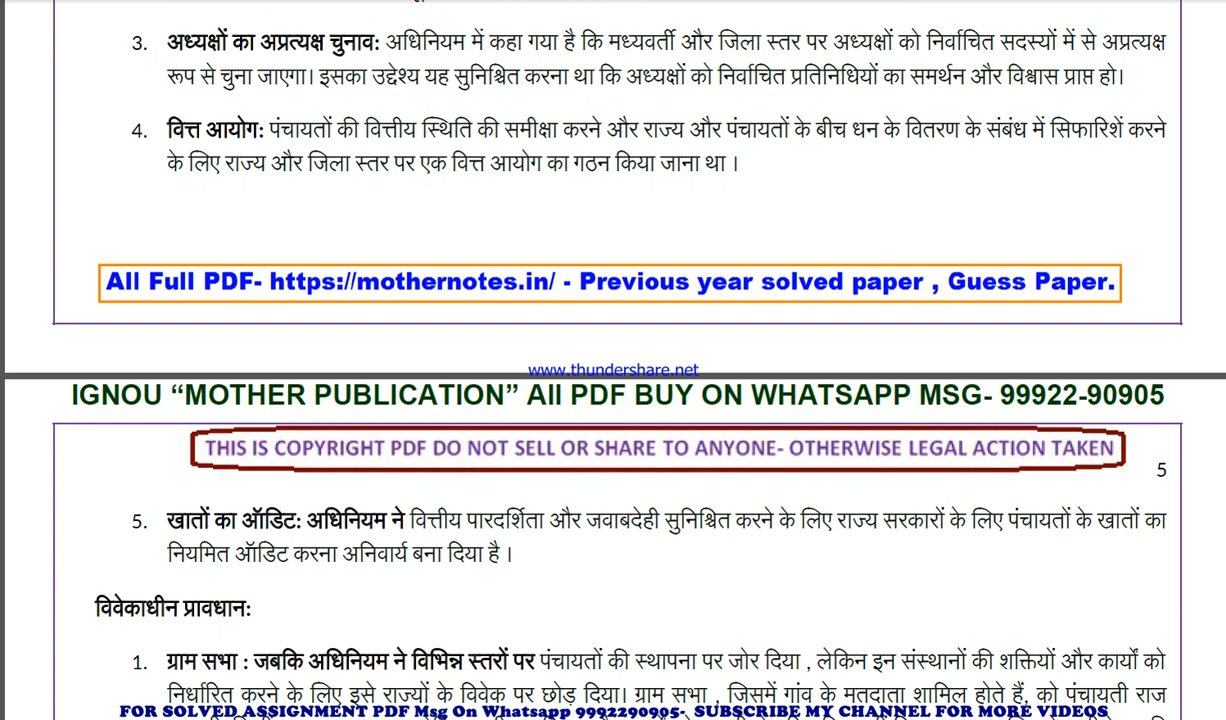 3. अध्यक्षों का अप्रत्यक्ष चुनाव: अधिनियम में कहा गया है कि मध्यवर्ती और जिला स्तर पर अध्यक्षों को निर्वाचित सदस्यों में से अप्रत्यक्ष
रूप से चुना जाएगा। इसका उद्देश्य यह सुनिश्चित करना था कि अध्यक्षों को निर्वाचित प्रतिनिधियों का समर्थन और विश्वास प्राप्त हो।
4. वित्त आयोग: पंचायतों की वित्तीय स्थिति की समीक्षा करने और राज्य और पंचायतों के बीच धन के वितरण के संबंध में सिफारिशें करने
के लिए राज्य और जिला स्तर पर एक वित्त आयोग का गठन किया जाना था ।
All Full PDF- https://mothernotes.in/ - Previous year solved paper , Guess Paper.
www.thundershare.net
IGNOU “MOTHER PUBLICATION” All PDF BUY ON WHATSAPP MSG- 99922-90905
THIS IS COPYRIGHT PDF DO NOT SELL OR SHARE TO ANYONE- OTHERWISE LEGAL ACTION TAKEN
5
5. खातों का ऑडिट: अधिनियम ने वित्तीय पारदर्शिता और जवाबदेही सुनिश्चित करने के लिए राज्य सरकारों के लिए पंचायतों के खातों का
नियमित ऑडिट करना अनिवार्य बना दिया है ।
विवेकाधीन प्रावधान:
1. ग्राम सभा : जबकि अधिनियम ने विभिन्न स्तरों पर पंचायतों की स्थापना पर जोर दिया , लेकिन इन संस्थानों की शक्तियों और कार्यों को
निर्धारित करने के लिए इसे राज्यों के विवेक पर छोड़ दिया। ग्राम सभा , जिसमें गांव के मतदाता शामिल होते हैं, को पंचायती राज
FOR SOLVED ASSIGNMENT PDF Msg On Whatsapp 9992290905- SUBSCRIBE MY CHANNEL FOR MORE VIDEOS